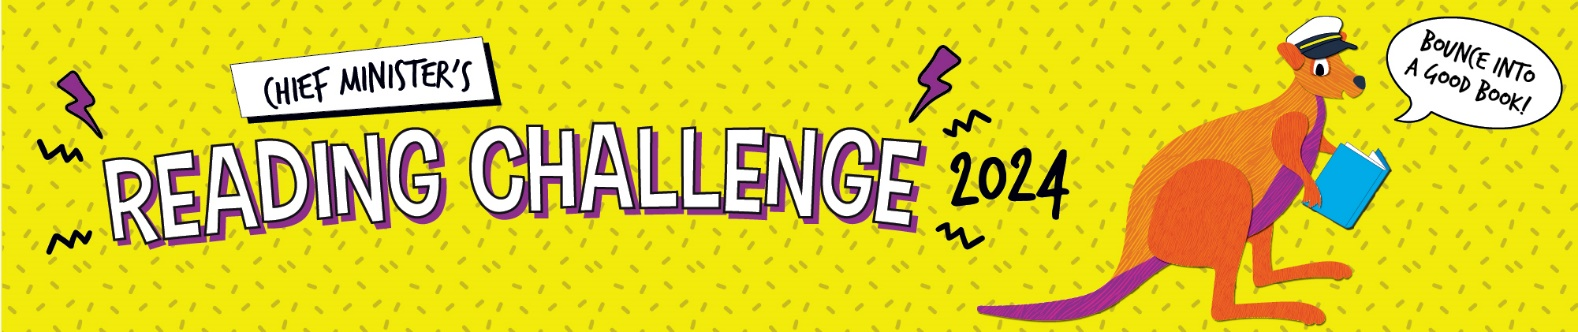 CHIEF MINISTER'S
READING CHALLENGE
2024
BOUNCE INTO
A GOOD BOOK!